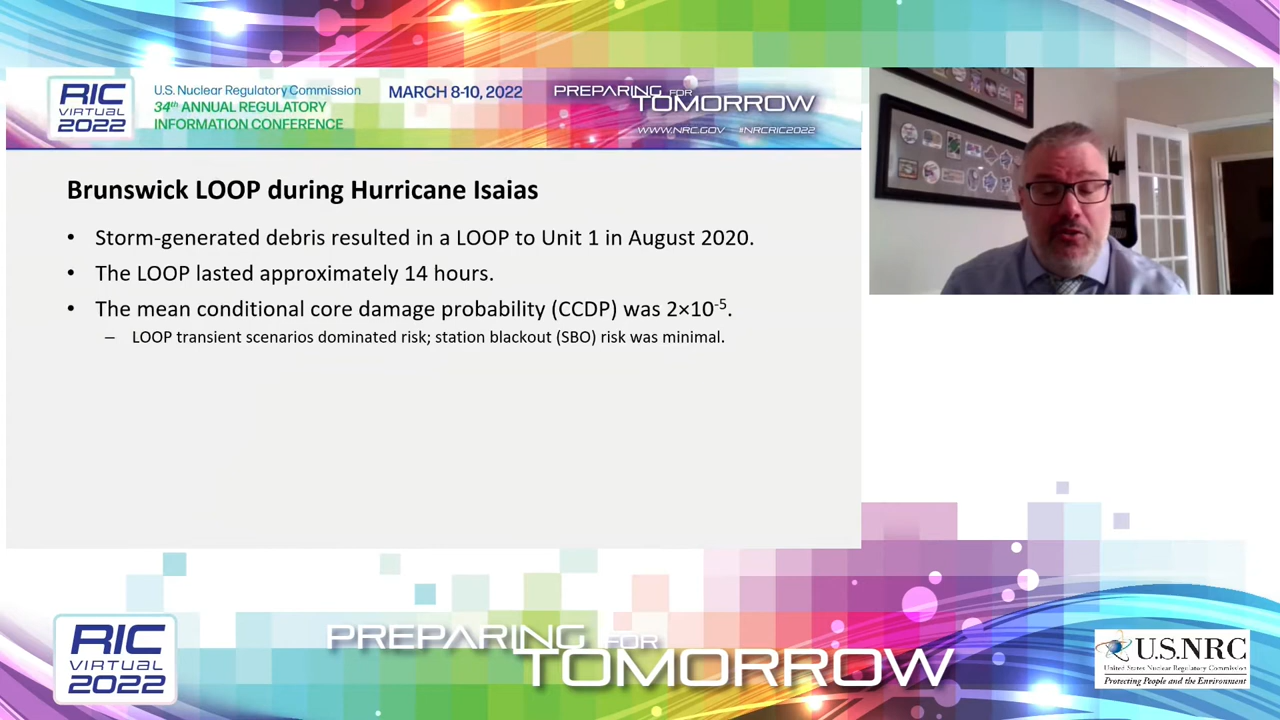 RIC
VIRTUAL
2022
U.S. Nuclear Regulatory Commission
34th ANNUAL REGULATORY
INFORMATION CONFERENCE
MARCH 8-10, 2022
PREPARING FOR
TOMORROW
WWW.NRC.GOV #NRCRIC2022
Brunswick LOOP during Hurricane Isaias
• Storm-generated debris resulted in a LOOP to Unit 1 in August 2020.
• The LOOP lasted approximately 14 hours.
• The mean conditional core damage probability (CCDP) was 2×10⁻⁵.
– LOOP transient scenarios dominated risk; station blackout (SBO) risk was minimal.
RIC
VIRTUAL
2022
PREPARING FOR
TOMORROW
U.S.NRC
United States Nuclear Regulatory Commission
Protecting People and the Environment